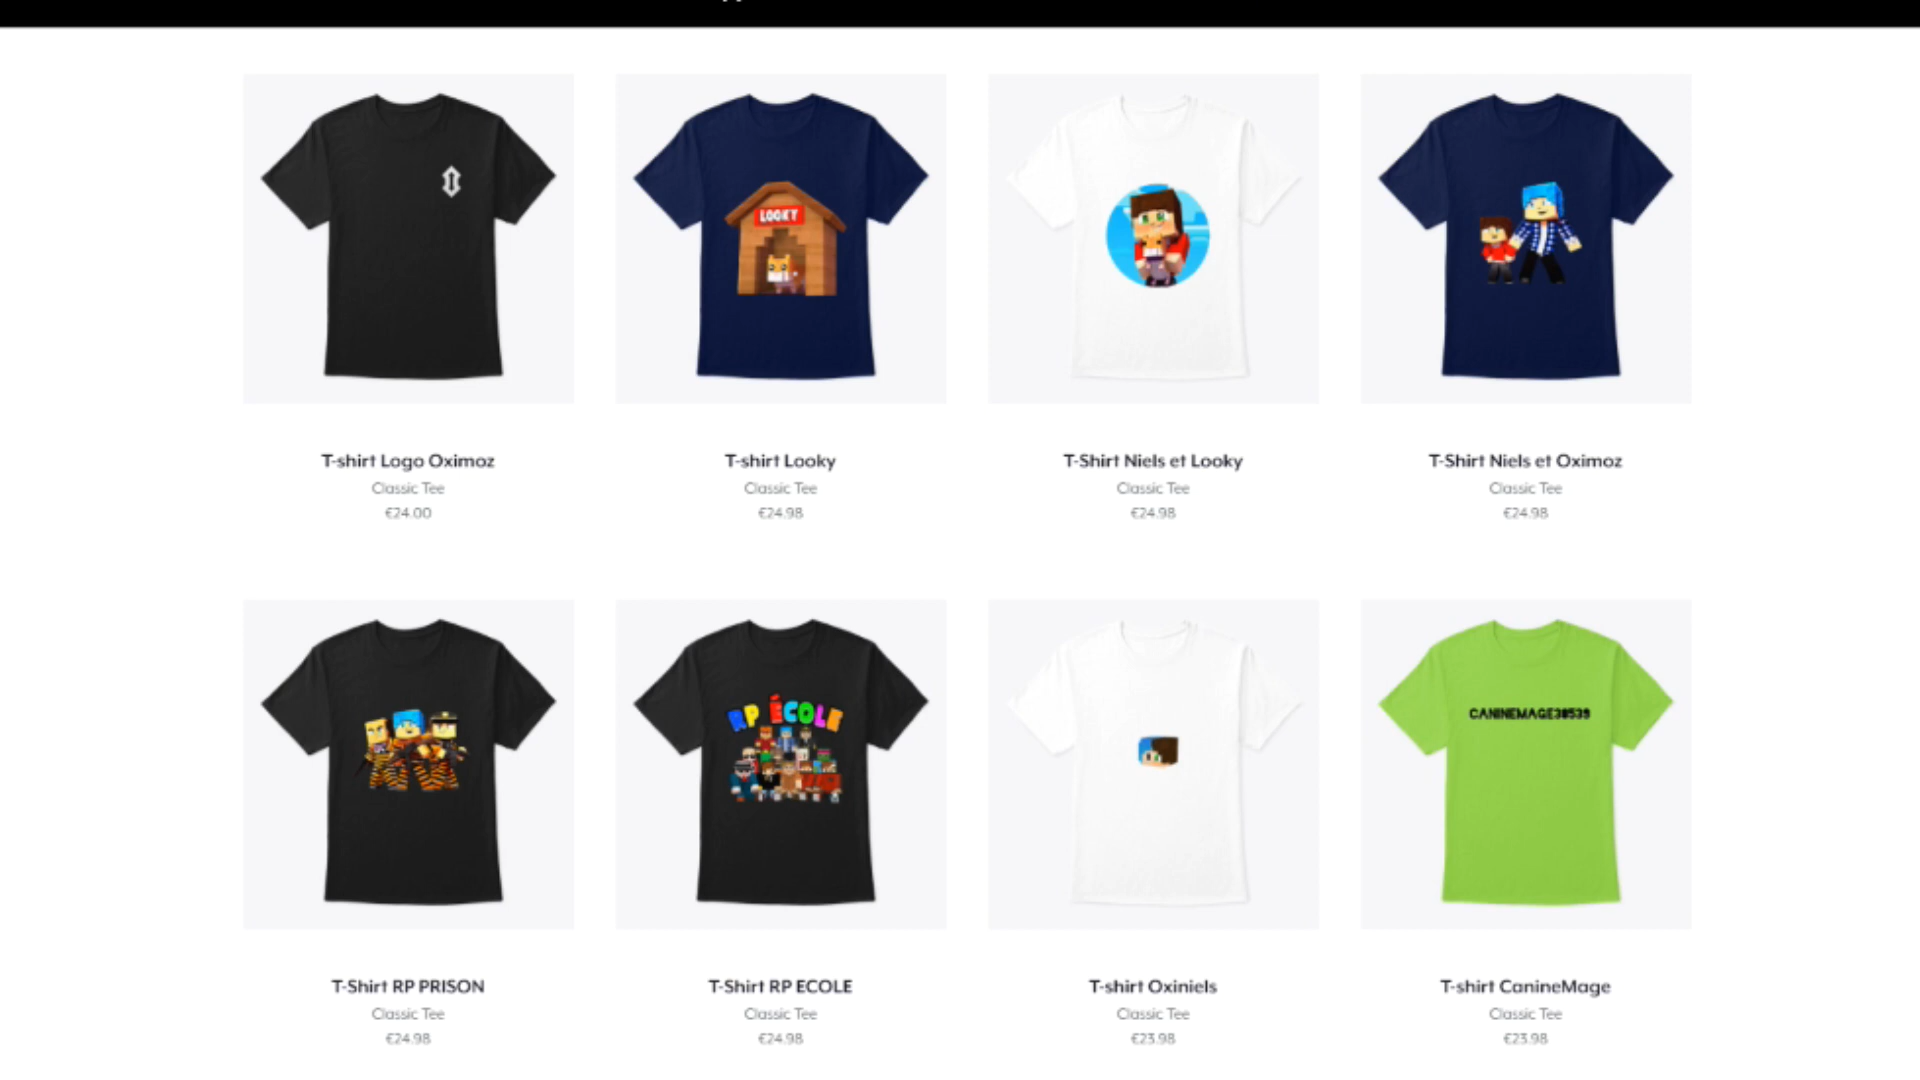 LOOKY
T-shirt Logo Oximoz
Classic Tee
€24.00
T-shirt Looky
Classic Tee
€24.98
T-Shirt Niels et Looky
Classic Tee
€24.98
T-Shirt Niels et Oximoz
Classic Tee
€24.98
RP ÉCOLE
CANINEMAGE38539
T-Shirt RP PRISON
Classic Tee
€24.98
T-Shirt RP ECOLE
Classic Tee
€24.98
T-shirt Oxiniels
Classic Tee
€23.98
T-shirt CanineMage
Classic Tee
€23.98